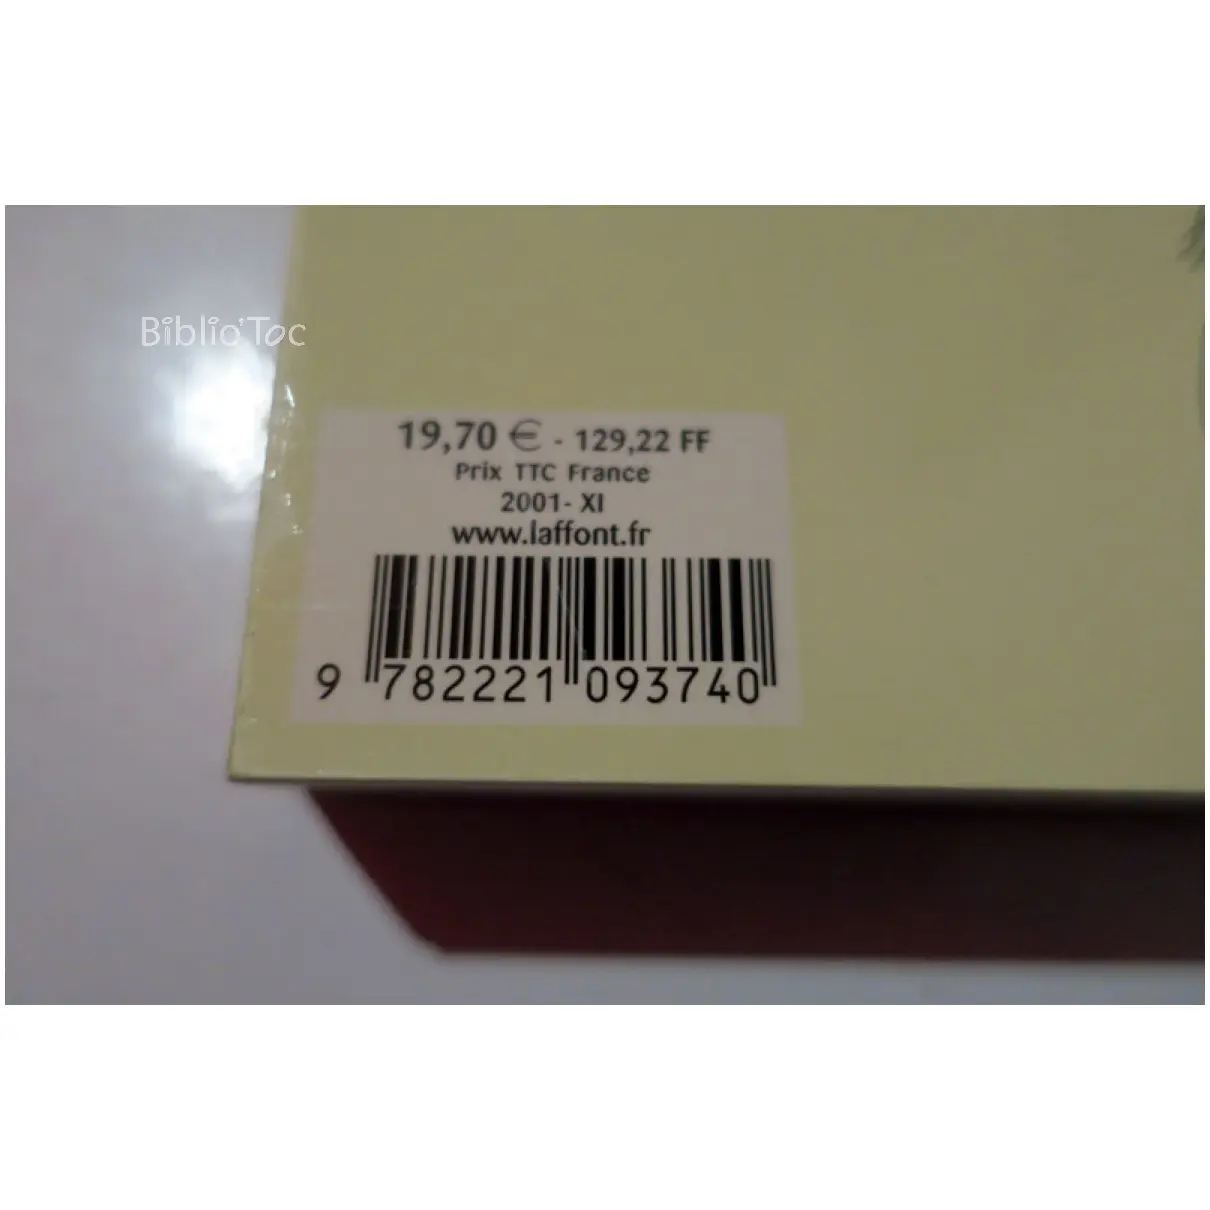 Biblio'Toc
19,70 € - 129,22 FF
Prix TTC France
2001- XI
www.laffont.fr
9 782221 093740